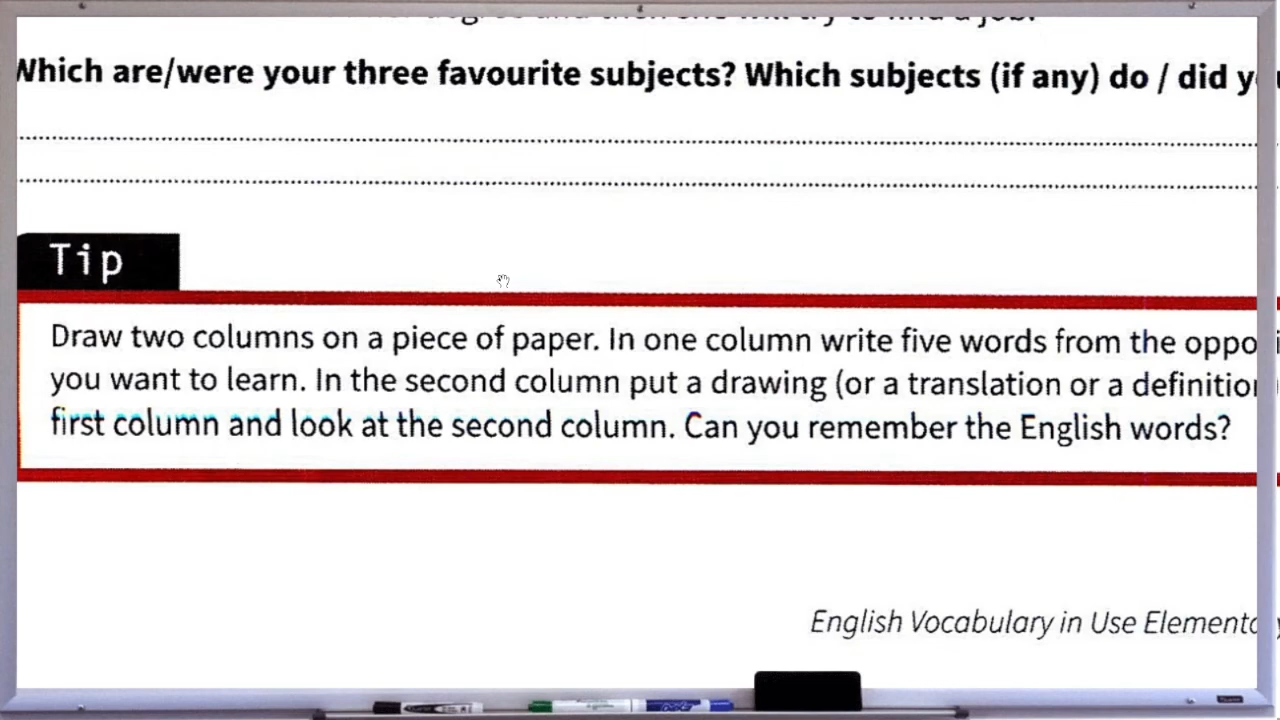 Which are/were your three favourite subjects? Which subjects (if any) do / did
Tip
Draw two columns on a piece of paper. In one column write five words from the
you want to learn. In the second column put a drawing (or a translation or a
first column and look at the second column. Can you remember the English words?
English Vocabulary in Use